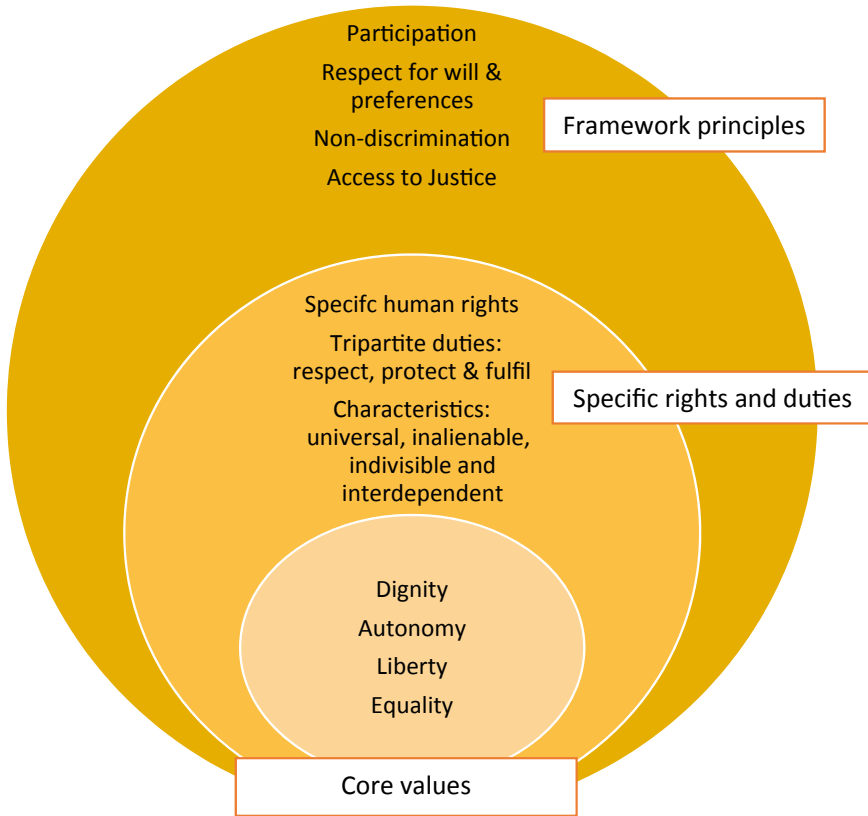 Participation
Respect for will &
preferences
Framework principles
Non-discrimination
Access to Justice
Specifc human rights
Tripartite duties:
respect, protect & fulfil
Specific rights and duties
Characteristics:
universal, inalienable,
indivisible and
interdependent
Dignity
Autonomy
Liberty
Equality
Core values